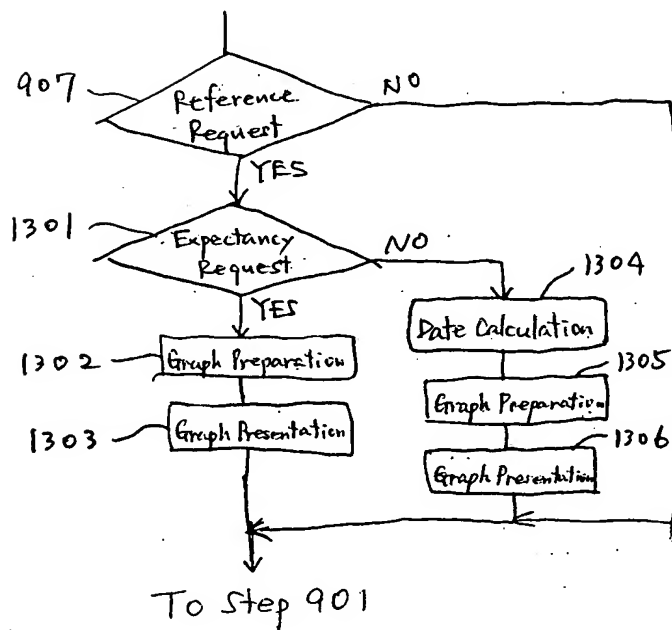 907
Reference
Request
NO
YES
1301
Expectancy
Request
NO
YES
1304
Date Calculation
1302
Graph Preparation
1305
Graph Preparation
1303
Graph Presentation
1306
Graph Presentation
To Step 901